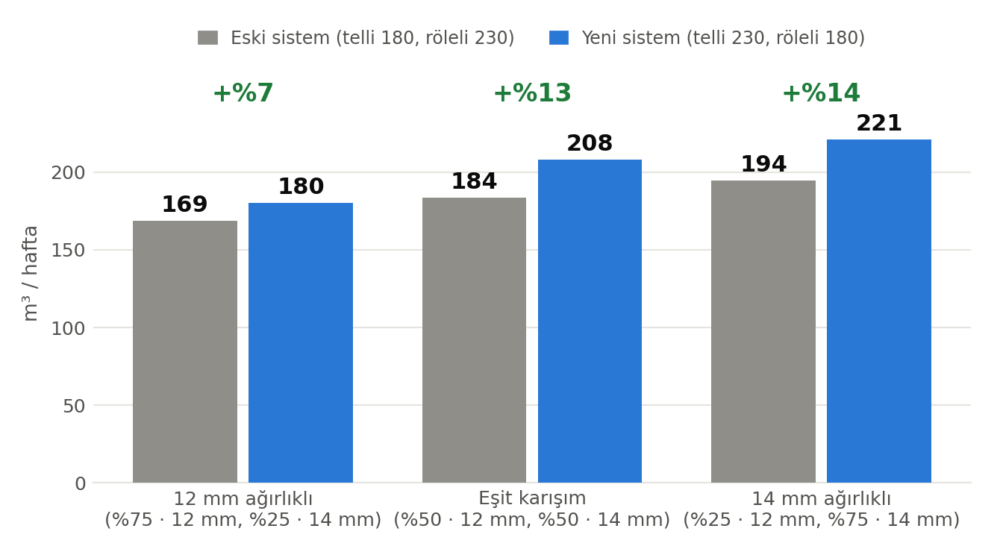 Eski sistem (telli 180, röleli 230)
Yeni sistem (telli 230, röleli 180)
+%7
+%13
+%14
169
180
184
208
194
221
m³ / hafta
200
150
100
50
0
12 mm ağırlıklı
(%75 · 12 mm, %25 · 14 mm)
Eşit karışım
(%50 · 12 mm, %50 · 14 mm)
14 mm ağırlıklı
(%25 · 12 mm, %75 · 14 mm)